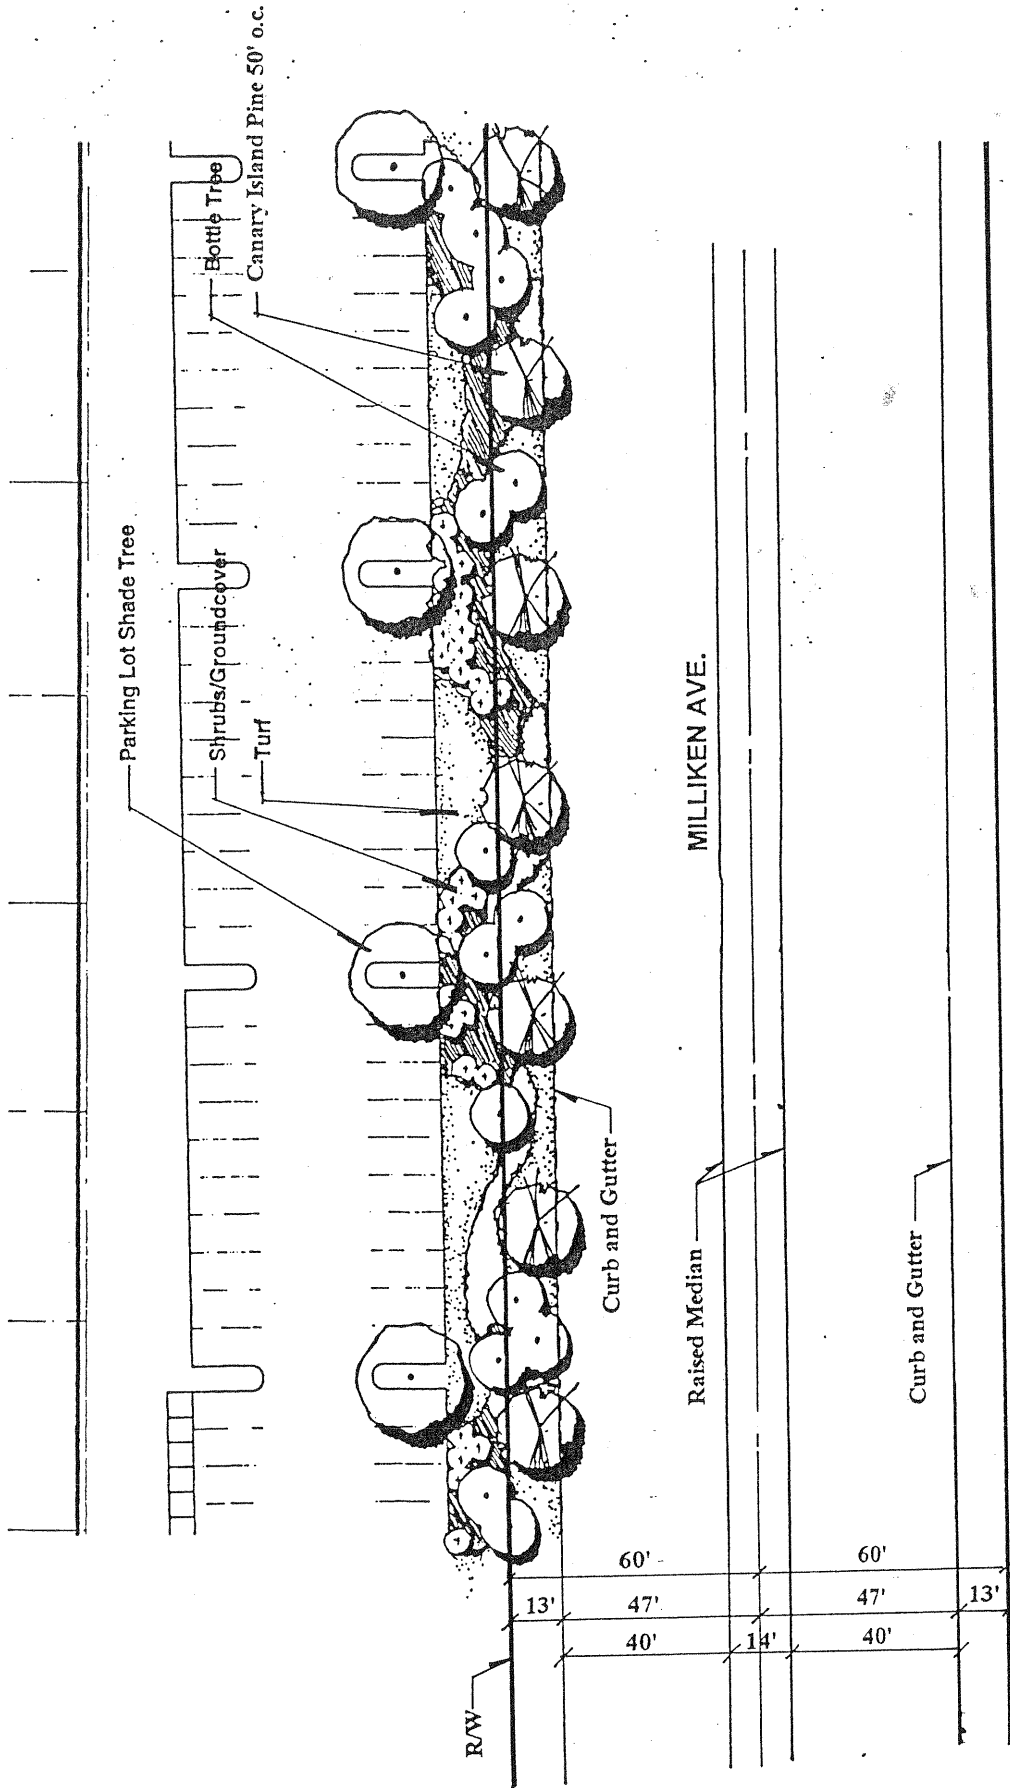 Parking Lot Shade Tree
Shrubs/Groundcover
Turf
Bottle Tree
Canary Island Pine 50' o.c.
MILLIKEN AVE.
Curb and Gutter
Raised Median
Curb and Gutter
R/W
60'
60'
13'
47'
47'
13'
40'
14'
40'